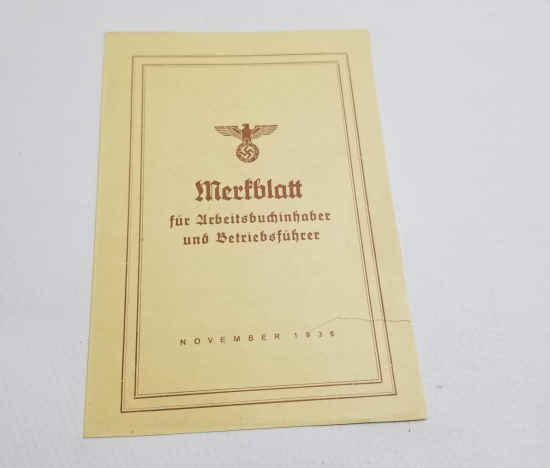 Merkblatt
für Arbeitsbuchinhaber
und Betriebsführer
NOVEMBER 1936